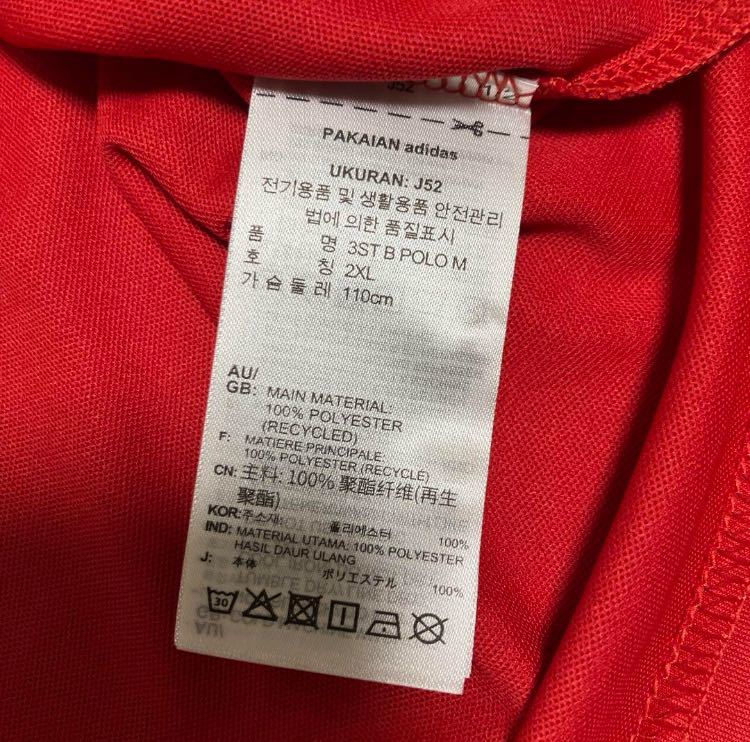 J52 1
PAKAIAN adidas
UKURAN: J52
전기용품 및 생활용품 안전관리
법에 의한 품질표시
품 명 3ST B POLO M
호 칭 2XL
가 슴 둘 레 110cm
AU/
GB: MAIN MATERIAL:
100% POLYESTER
(RECYCLED)
F: MATIERE PRINCIPALE:
100% POLYESTER (RECYCLÉ)
CN: 主料: 100% 聚酯纤维(再生
聚酯)
KOR: 주소재: 폴리에스터 100%
IND: MATERIAL UTAMA: 100% POLYESTER
HASIL DAUR ULANG
J: 本体 ポリエステル 100%
30